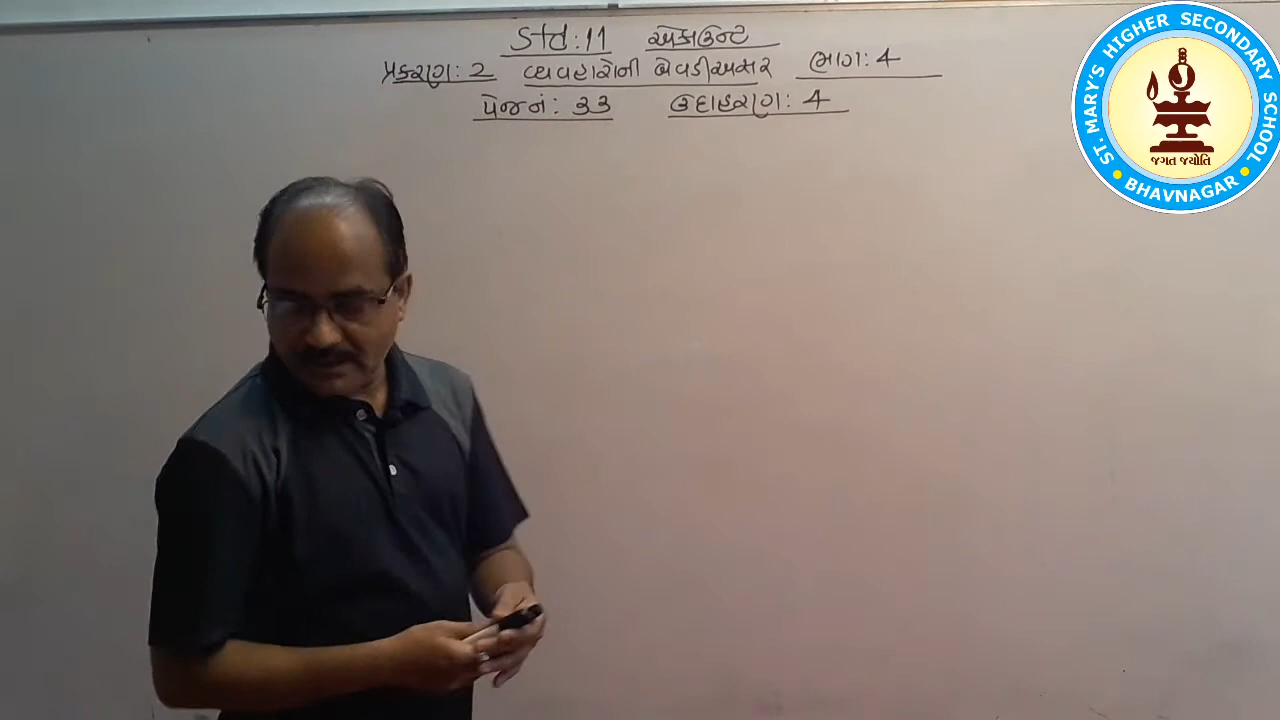 Std: 11 એકાઉન્ટ
પ્રકરણ: 2 વ્યવહારોની બેવડીઅસર ભાગ: 4
પેજનં: 33 ઉદાહરણ: 4
ST. MARY'S HIGHER SECONDARY SCHOOL
જગત જ્યોતિ
BHAVNAGAR